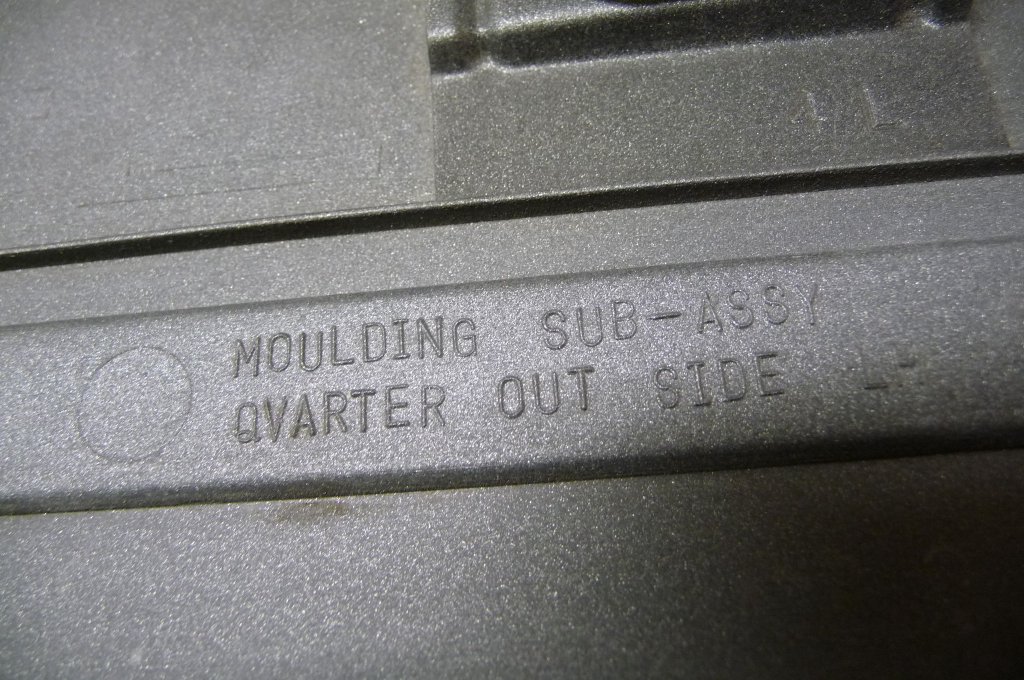 MOULDING SUB-ASSY
QVARTER OUT SIDE